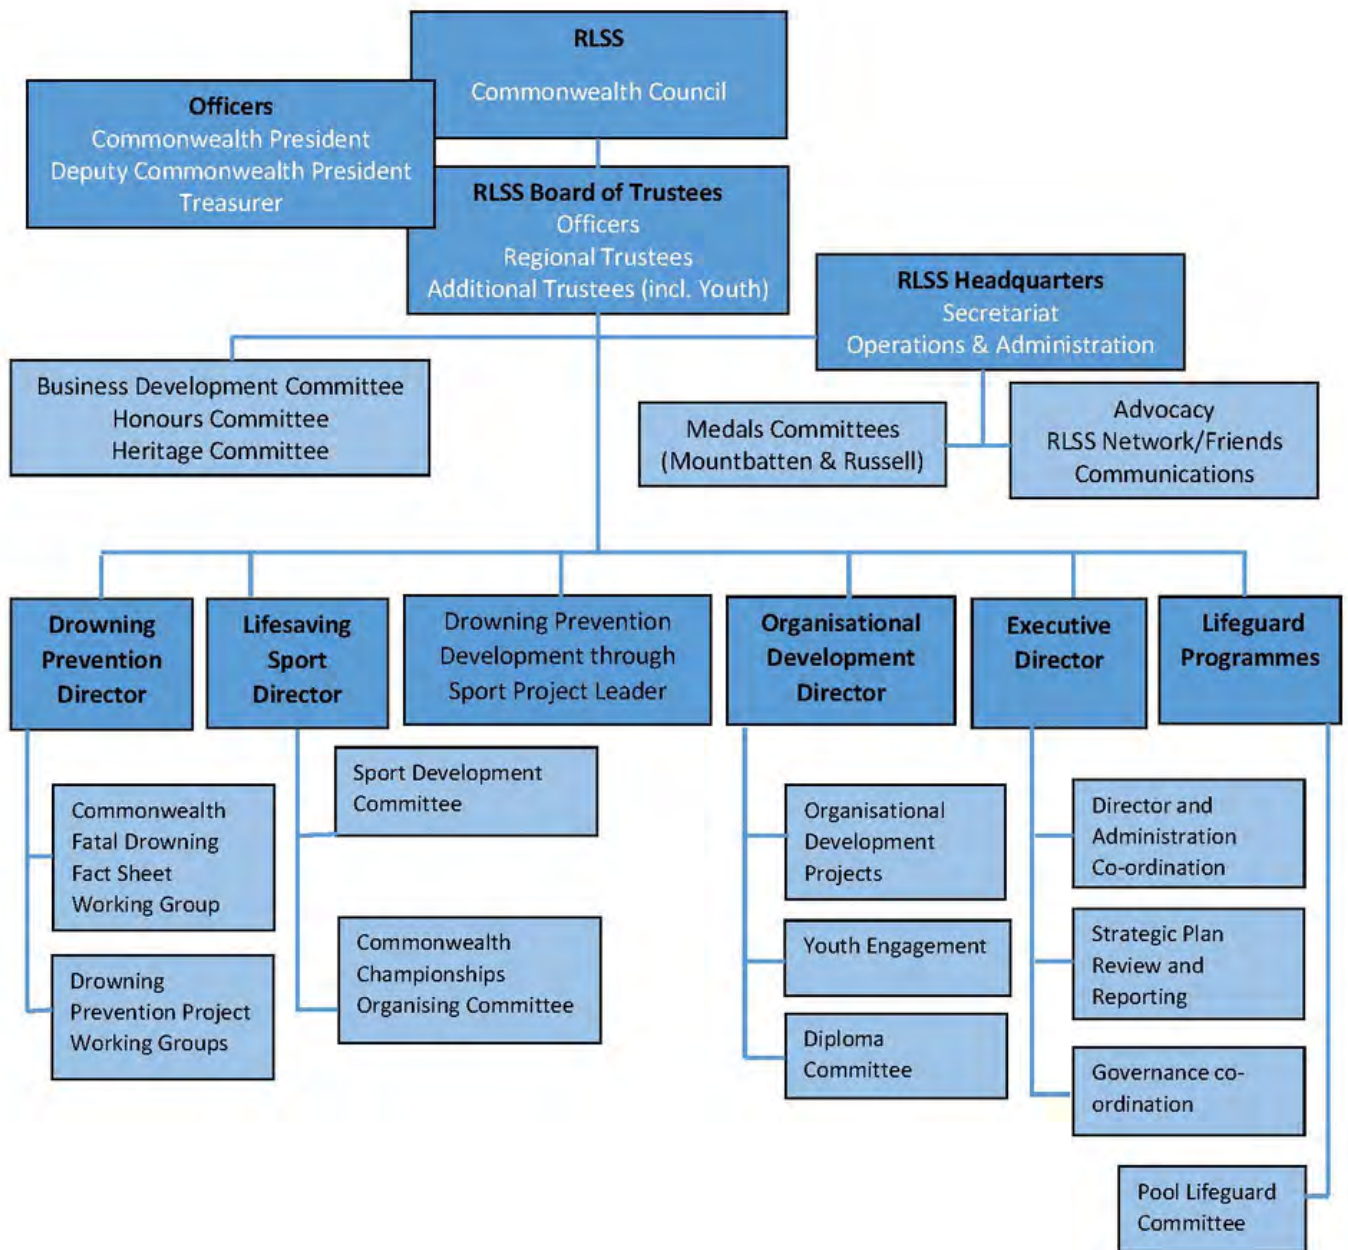 RLSS
Commonwealth Council
Officers
Commonwealth President
Deputy Commonwealth President
Treasurer
RLSS Board of Trustees
Officers
Regional Trustees
Additional Trustees (incl. Youth)
RLSS Headquarters
Secretariat
Operations & Administration
Business Development Committee
Honours Committee
Heritage Committee
Medals Committees
(Mountbatten & Russell)
Advocacy
RLSS Network/Friends
Communications
Drowning
Prevention
Director
Lifesaving
Sport
Director
Drowning Prevention
Development through
Sport Project Leader
Organisational
Development
Director
Executive
Director
Lifeguard
Programmes
Commonwealth
Fatal Drowning
Fact Sheet
Working Group
Drowning
Prevention Project
Working Groups
Sport Development
Committee
Commonwealth
Championships
Organising Committee
Organisational
Development
Projects
Youth Engagement
Diploma
Committee
Director and
Administration
Co-ordination
Strategic Plan
Review and
Reporting
Governance co-
ordination
Pool Lifeguard
Committee